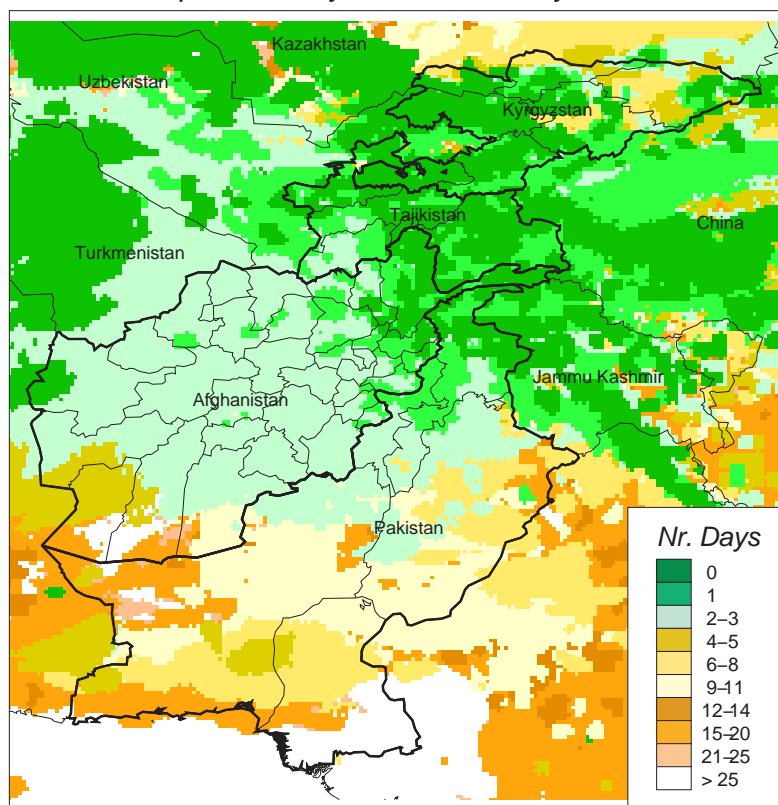 Kazakhstan
Uzbekistan
Kyrgyzstan
Tajikistan
China
Turkmenistan
Jammu Kashmir
Afghanistan
Pakistan
Nr. Days
0
1
2–3
4–5
6–8
9–11
12–14
15–20
21–25
> 25